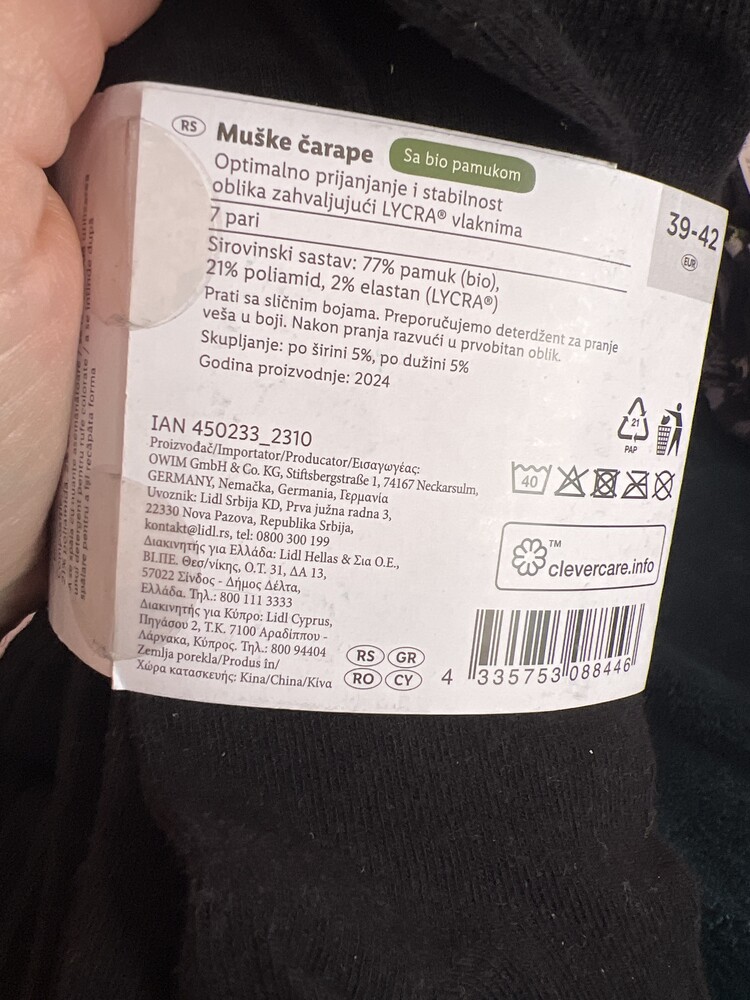 RS Muške čarape Sa bio pamukom
Optimalno prijanjanje i stabilnost
oblika zahvaljujući LYCRA® vlaknima
7 pari
39-42
EUR
Sirovinski sastav: 77% pamuk (bio),
21% poliamid, 2% elastan (LYCRA®)
Prati sa sličnim bojama. Preporučujemo deterdžent za pranje
veša u boji. Nakon pranja razvući u prvobitan oblik.
Skupljanje: po širini 5%, po dužini 5%
Godina proizvodnje: 2024
IAN 450233_2310
Proizvođač/Importator/Producator/Εισαγωγέας:
OWIM GmbH & Co. KG, Stiftsbergstraße 1, 74167 Neckarsulm,
GERMANY, Nemačka, Germania, Γερμανία
Uvoznik: Lidl Srbija KD, Prva južna radna 3,
22330 Nova Pazova, Republika Srbija,
kontakt@lidl.rs, tel: 0800 300 199
Διακινητής για Ελλάδα: Lidl Hellas & Σια Ο.Ε.,
ΒΙ.ΠΕ. Θεσ/νίκης, Ο.Τ. 31, ΔΑ 13,
57022 Σίνδος - Δήμος Δέλτα,
Ελλάδα. Τηλ.: 800 111 3333
Διακινητής για Κύπρο: Lidl Cyprus,
Πηγάσου 2, Τ.Κ. 7100 Αραδίππου -
Λάρνακα, Κύπρος. Τηλ.: 800 94404
Zemlja porekla/Produs in/
Χώρα κατασκευής: Kina/China/Κίνα
RS GR
RO CY
21
PAP
40
TM
clevercare.info
4 335753 088446